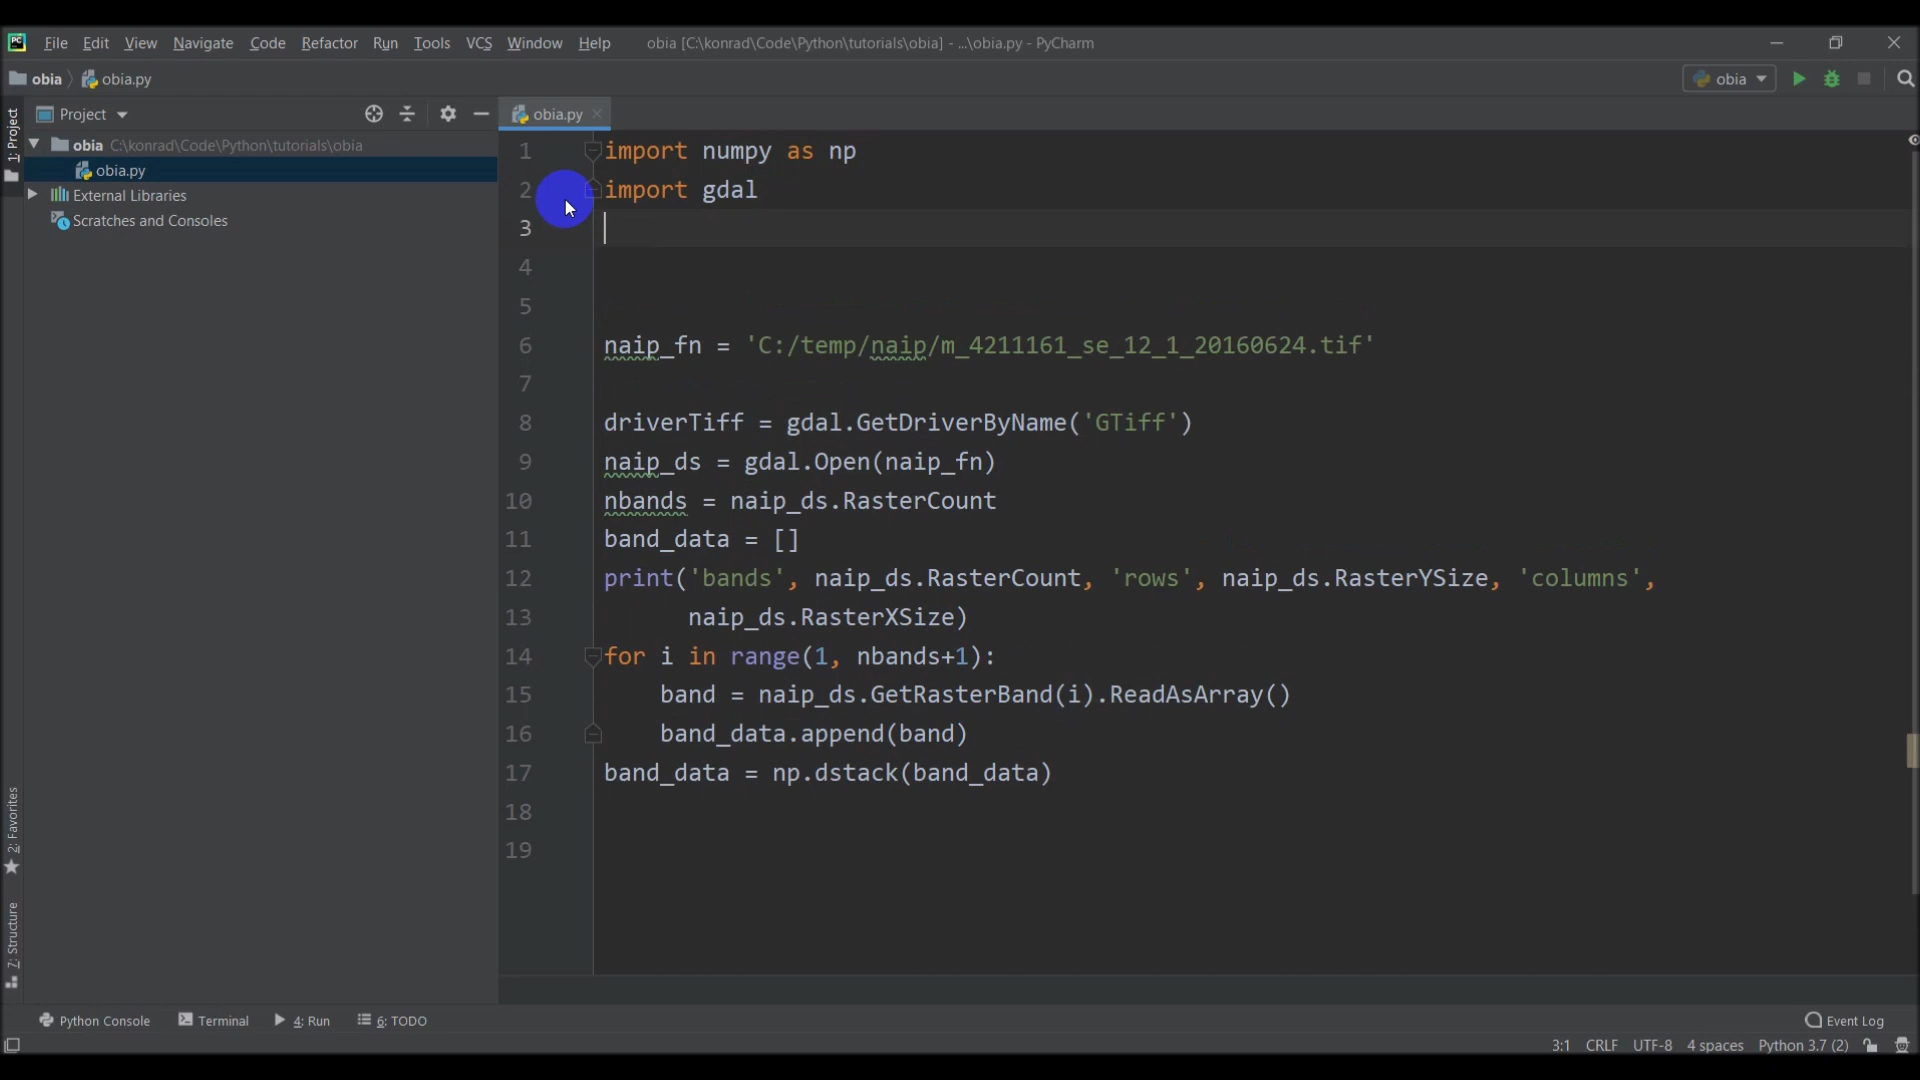 PC File Edit View Navigate Code Refactor Run Tools VCS Window Help obia [C:\konrad\Code\Python\tutorials\obia] - ...\obia.py - PyCharm
obia obia.py obia
1: Project
Project obia.py
obia C:\konrad\Code\Python\tutorials\obia
obia.py
External Libraries
Scratches and Consoles
1 import numpy as np
2 import gdal
3
4
5
6 naip_fn = 'C:/temp/naip/m_4211161_se_12_1_20160624.tif'
7
8 driverTiff = gdal.GetDriverByName('GTiff')
9 naip_ds = gdal.Open(naip_fn)
10 nbands = naip_ds.RasterCount
11 band_data = []
12 print('bands', naip_ds.RasterCount, 'rows', naip_ds.RasterYSize, 'columns',
13 naip_ds.RasterXSize)
14 for i in range(1, nbands+1):
15 band = naip_ds.GetRasterBand(i).ReadAsArray()
16 band_data.append(band)
17 band_data = np.dstack(band_data)
18
19
2: Favorites
7: Structure
Python Console Terminal 4: Run 6: TODO Event Log
3:1 CRLF UTF-8 4 spaces Python 3.7 (2)